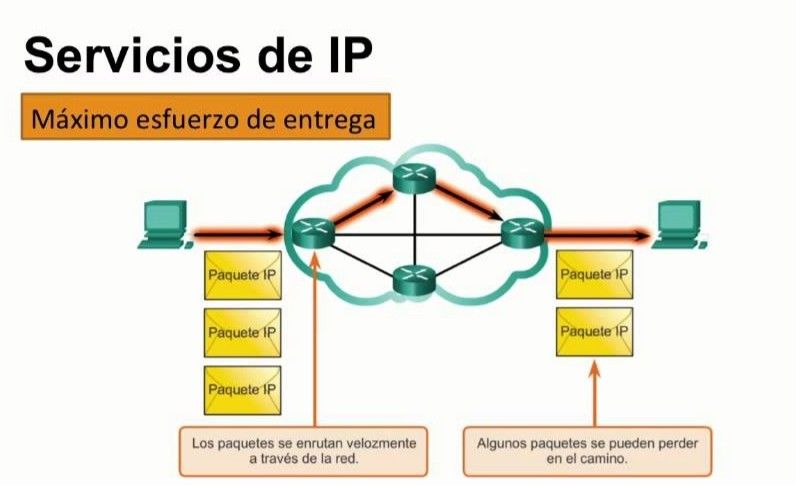 Servicios de IP
Máximo esfuerzo de entrega
Paquete IP
Paquete IP
Paquete IP
Paquete IP
Paquete IP
Los paquetes se enrutan velozmente
a través de la red.
Algunos paquetes se pueden perder
en el camino.